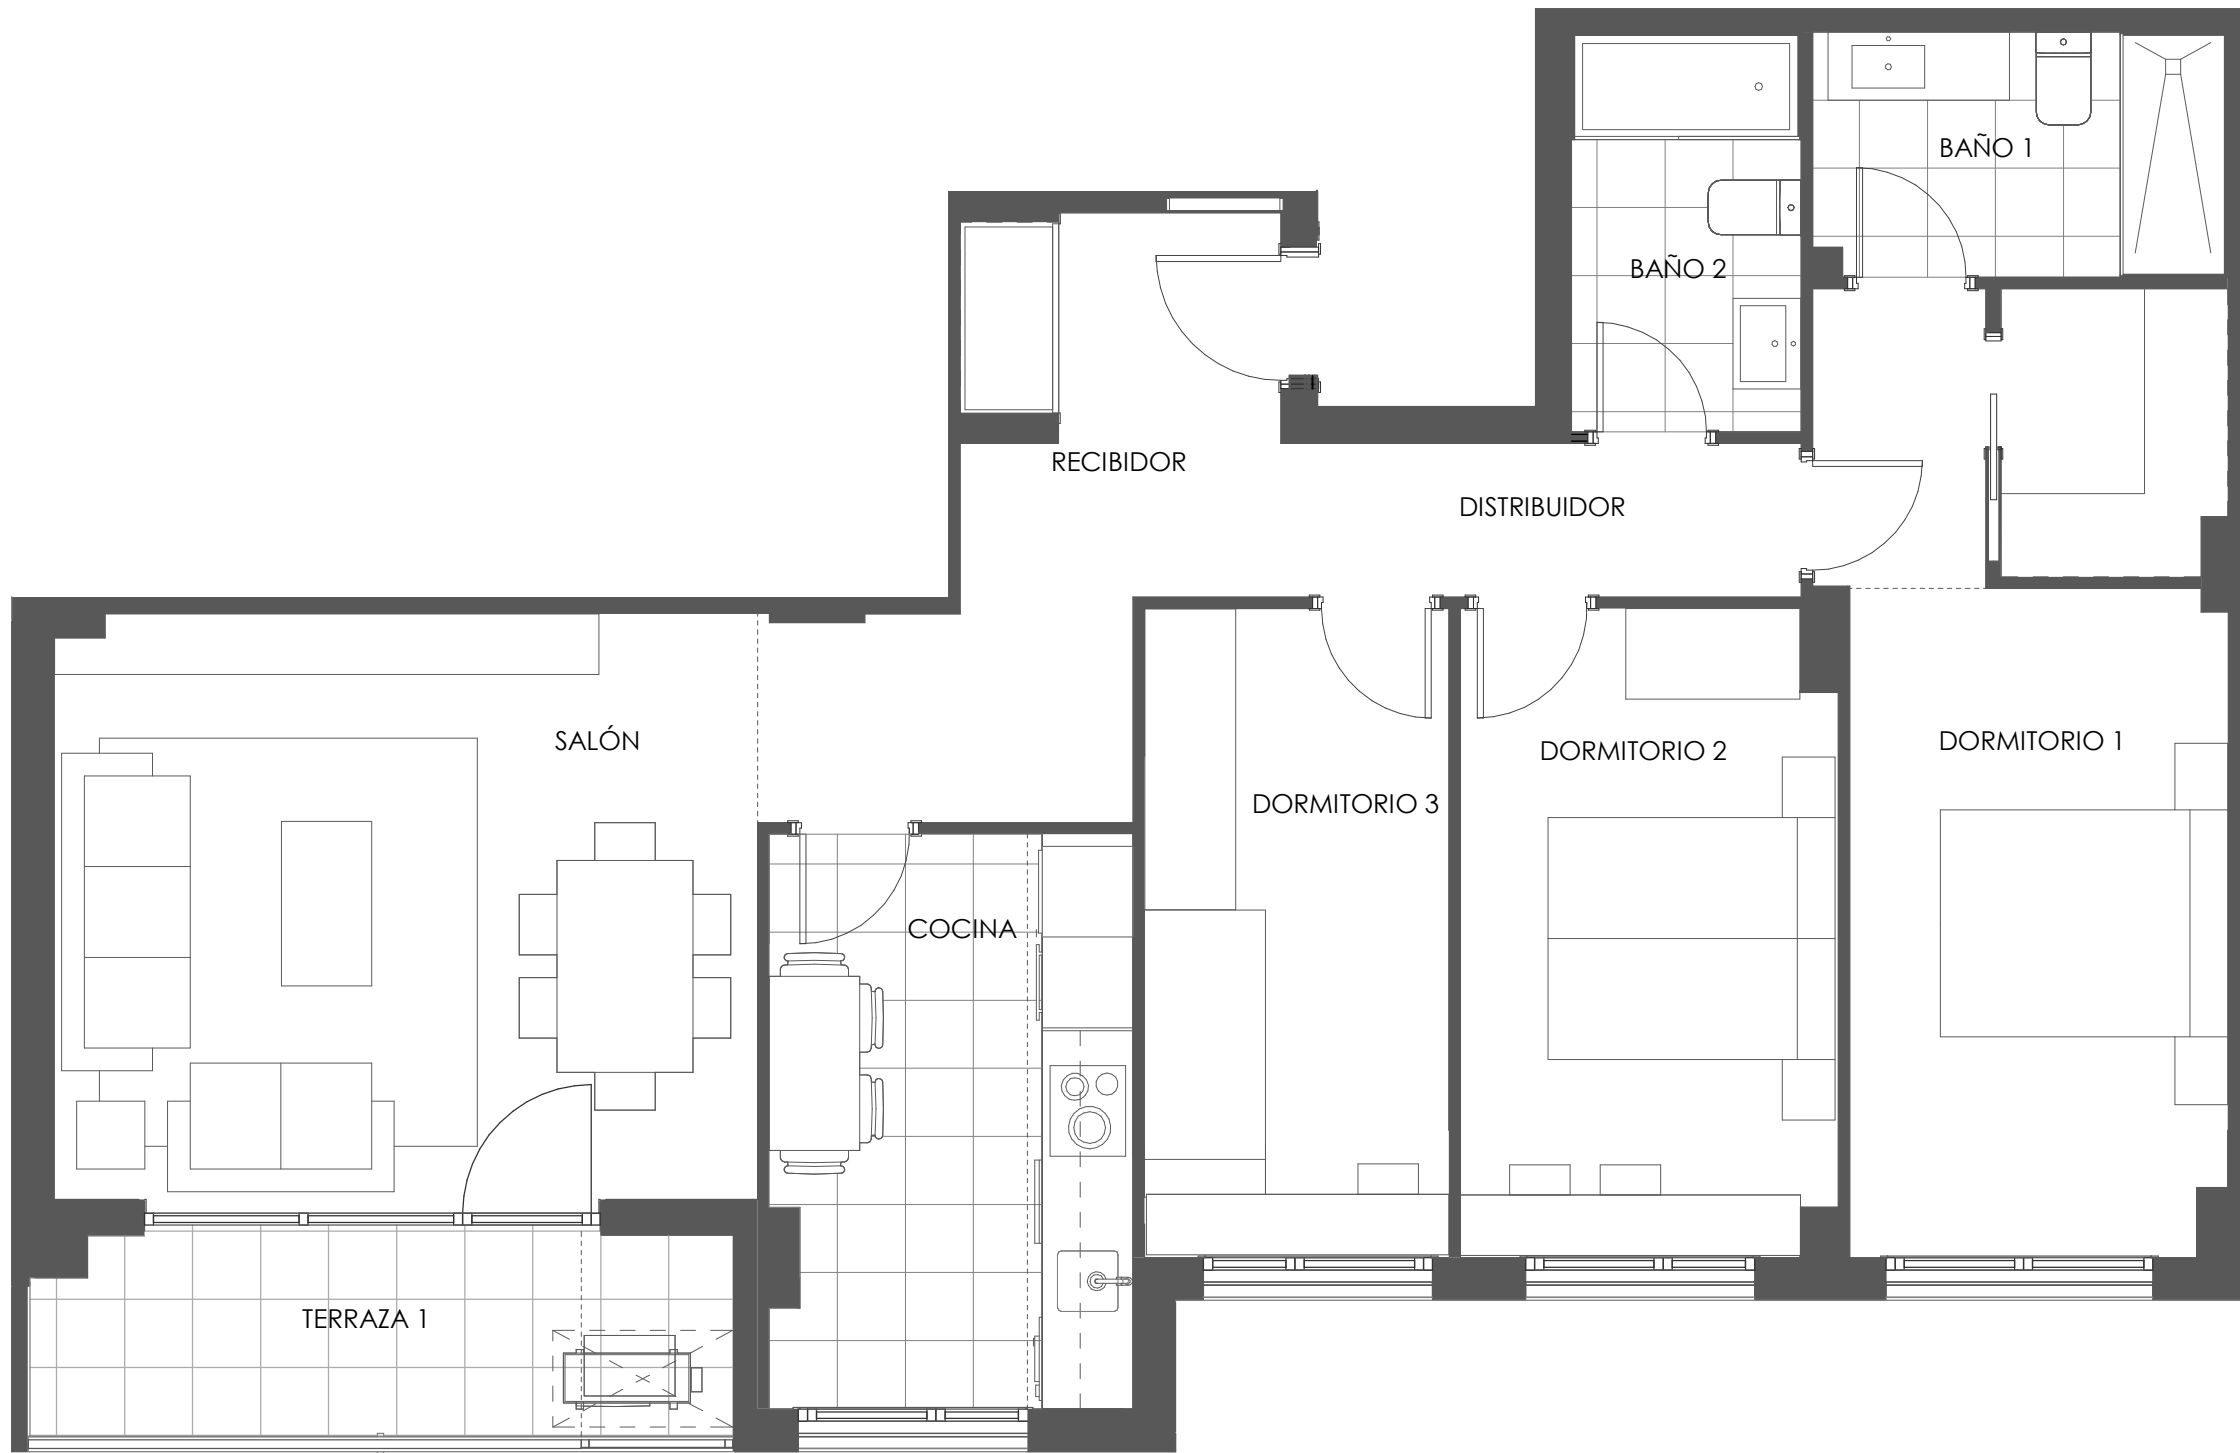 BAÑO 1
BAÑO 2
RECIBIDOR
DISTRIBUIDOR
SALÓN
DORMITORIO 2
DORMITORIO 1
DORMITORIO 3
COCINA
TERRAZA 1